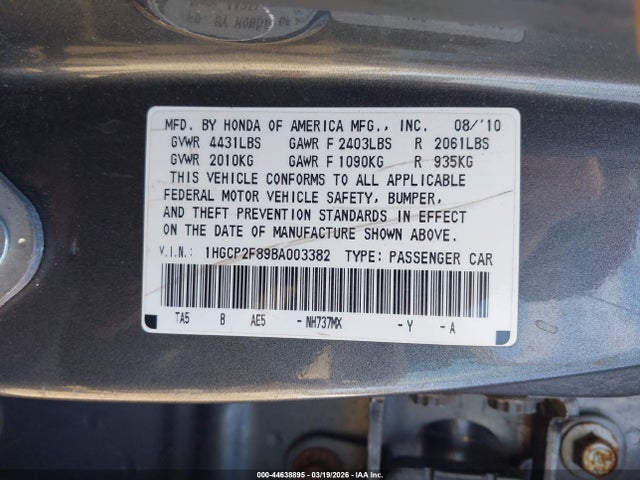 BY HONDA OF
MFD. BY HONDA OF AMERICA MFG., INC. 08/'10
GVWR 4431LBS GAWR F 2403LBS R 2061LBS
GVWR 2010KG GAWR F 1090KG R 935KG
THIS VEHICLE CONFORMS TO ALL APPLICABLE
FEDERAL MOTOR VEHICLE SAFETY, BUMPER,
AND THEFT PREVENTION STANDARDS IN EFFECT
ON THE DATE OF MANUFACTURE SHOWN ABOVE.
V.I.N.: 1HGCP2F89BA003382 TYPE: PASSENGER CAR
TA5 B AE5 -NH737MX -Y -A
000-44638895 - 03/19/2026 - IAA Inc.